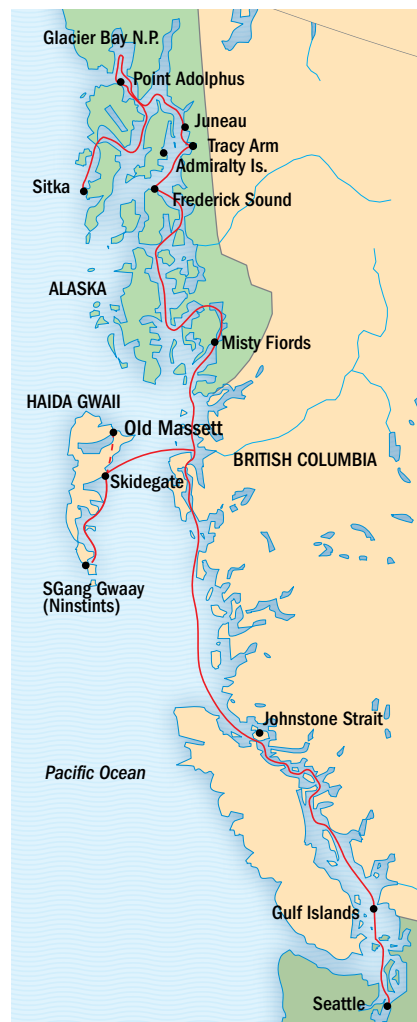 Glacier Bay N.P.
Point Adolphus
Juneau
Tracy Arm
Admiralty Is.
Sitka
Frederick Sound
ALASKA
Misty Fiords
HAIDA GWAII
Old Massett
BRITISH COLUMBIA
Skidegate
SGang Gwaay
(Ninstints)
Johnstone Strait
Pacific Ocean
Gulf Islands
Seattle